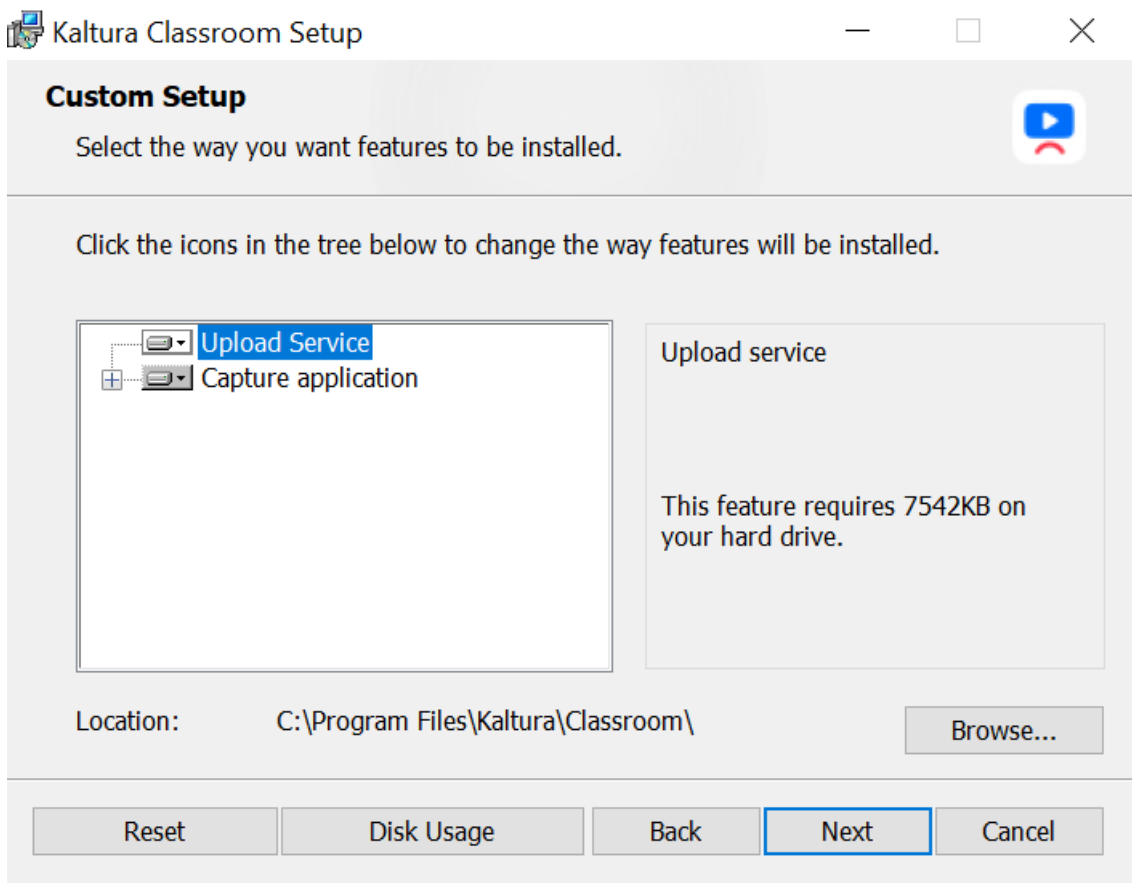 Kaltura Classroom Setup
Custom Setup
Select the way you want features to be installed.
Click the icons in the tree below to change the way features will be installed.
Upload Service
Capture application
Upload service
This feature requires 7542KB on
your hard drive.
Location: C:\Program Files\Kaltura\Classroom\
Browse...
Reset Disk Usage Back Next Cancel